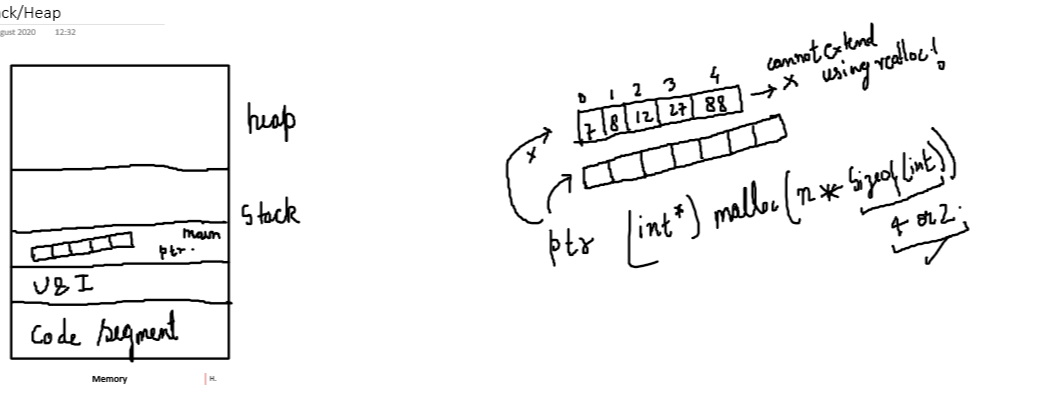 ck/Heap
gust 2020 12:32
heap
Stack
main
ptr.
U & I
Code segment
Memory
H.
0 1 2 3 4
7 8 12 27 88
→ x cannot extend
using realloc!
x
ptr (int*) malloc(n * sizeof(int))
4 or 2.